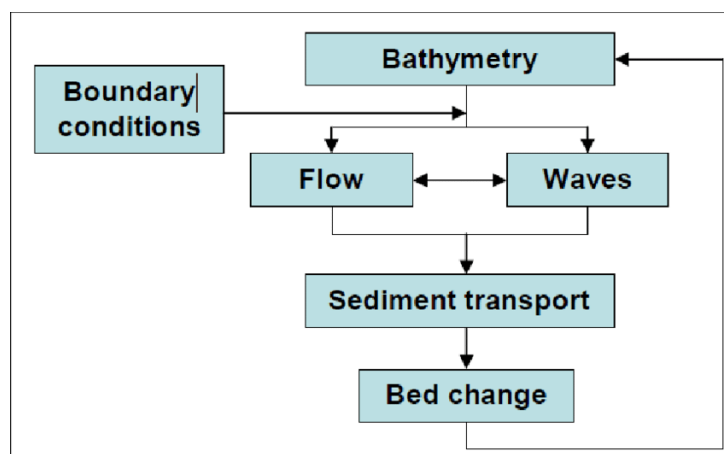 Bathymetry
Boundary
conditions
Flow
Waves
Sediment transport
Bed change